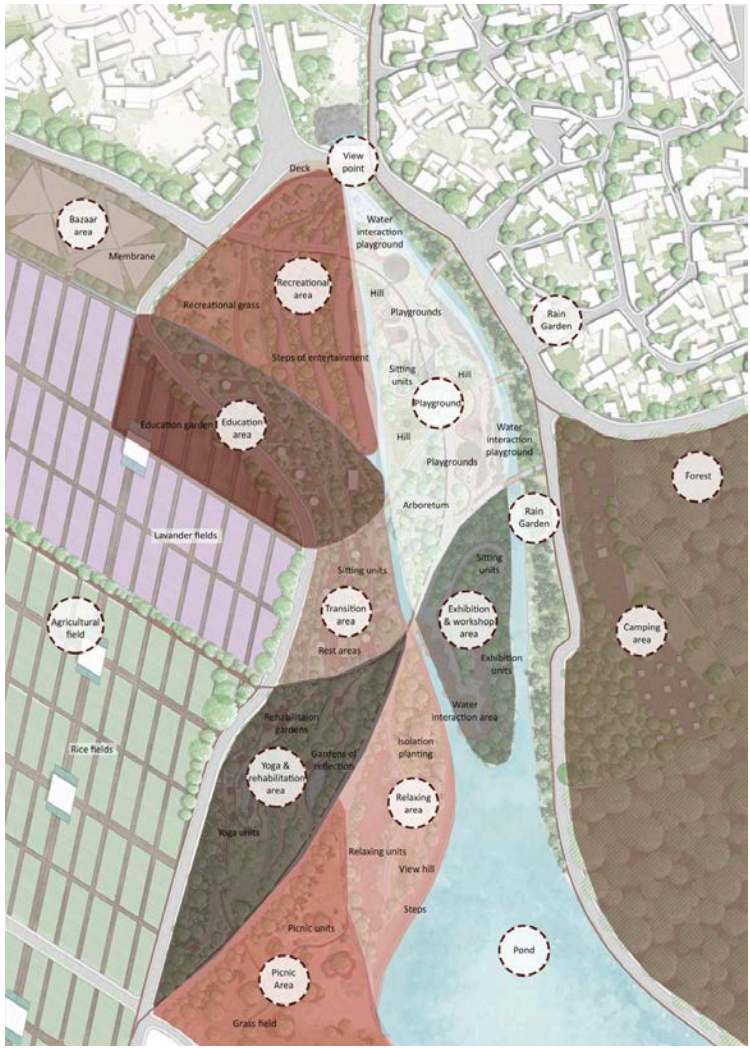 View
point
Deck
Bazaar
area
Membrane
Water
interaction
playground
Recreational
area
Hill
Recreational grass
Playgrounds
Rain
Garden
Steps of entertainment
Sitting
units
Hill
Playground
Education garden
Education
area
Hill
Water
interaction
playground
Playgrounds
Forest
Arboretum
Rain
Garden
Lavander fields
Sitting units
Sitting
units
Agricultural
field
Transition
area
Exhibition
& workshop
area
Camping
area
Rest areas
Exhibition
units
Water
interaction area
Rehabilitaion
gardens
Gardens of
reflection
Isolation
planting
Rice fields
Yoga &
rehabilitation
area
Relaxing
area
Yoga units
Relaxing units
View hill
Steps
Picnic units
Pond
Picnic
Area
Grass field